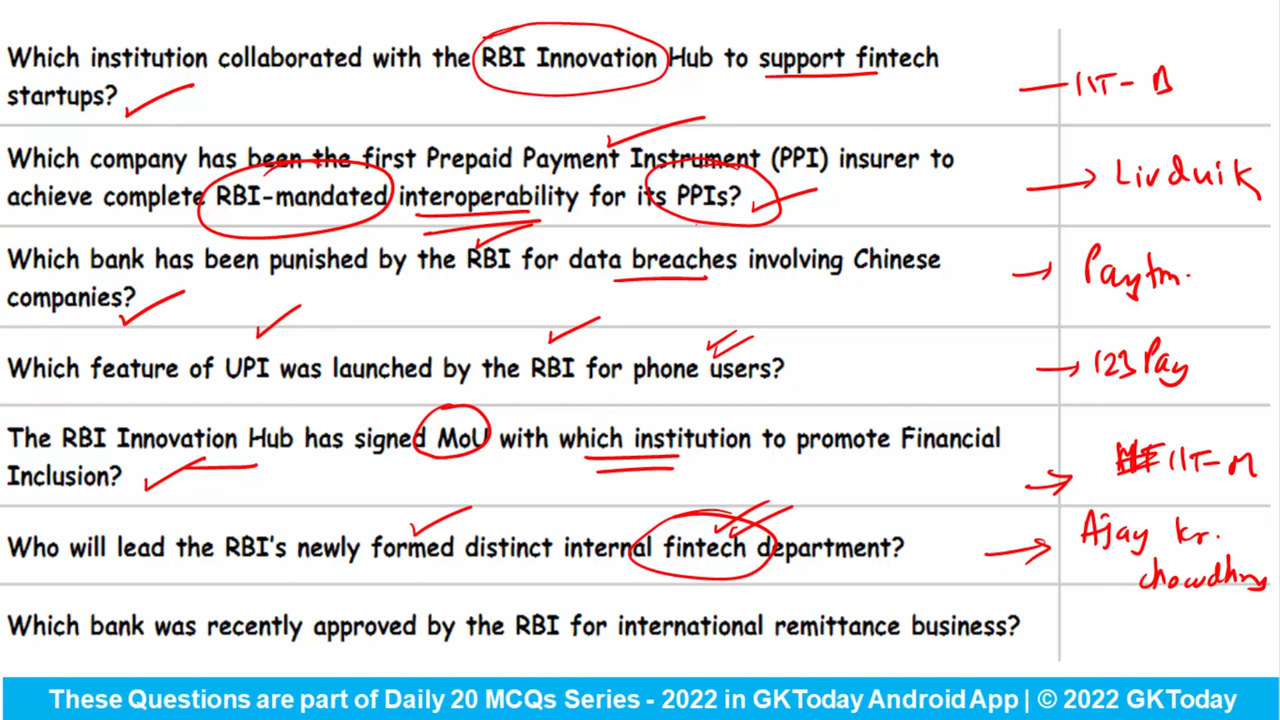 Which institution collaborated with the RBI Innovation Hub to support fintech
startups?
IIT-B
Which company has been the first Prepaid Payment Instrument (PPI) insurer to
achieve complete RBI-mandated interoperability for its PPIs?
LivQuik
Which bank has been punished by the RBI for data breaches involving Chinese
companies?
Paytm.
Which feature of UPI was launched by the RBI for phone users?
123 Pay
The RBI Innovation Hub has signed MoU with which institution to promote Financial
Inclusion?
IIT-M
Who will lead the RBI's newly formed distinct internal fintech department?
Ajay Kr.
chowdhry
Which bank was recently approved by the RBI for international remittance business?
These Questions are part of Daily 20 MCQs Series - 2022 in GKToday Android App | © 2022 GKToday